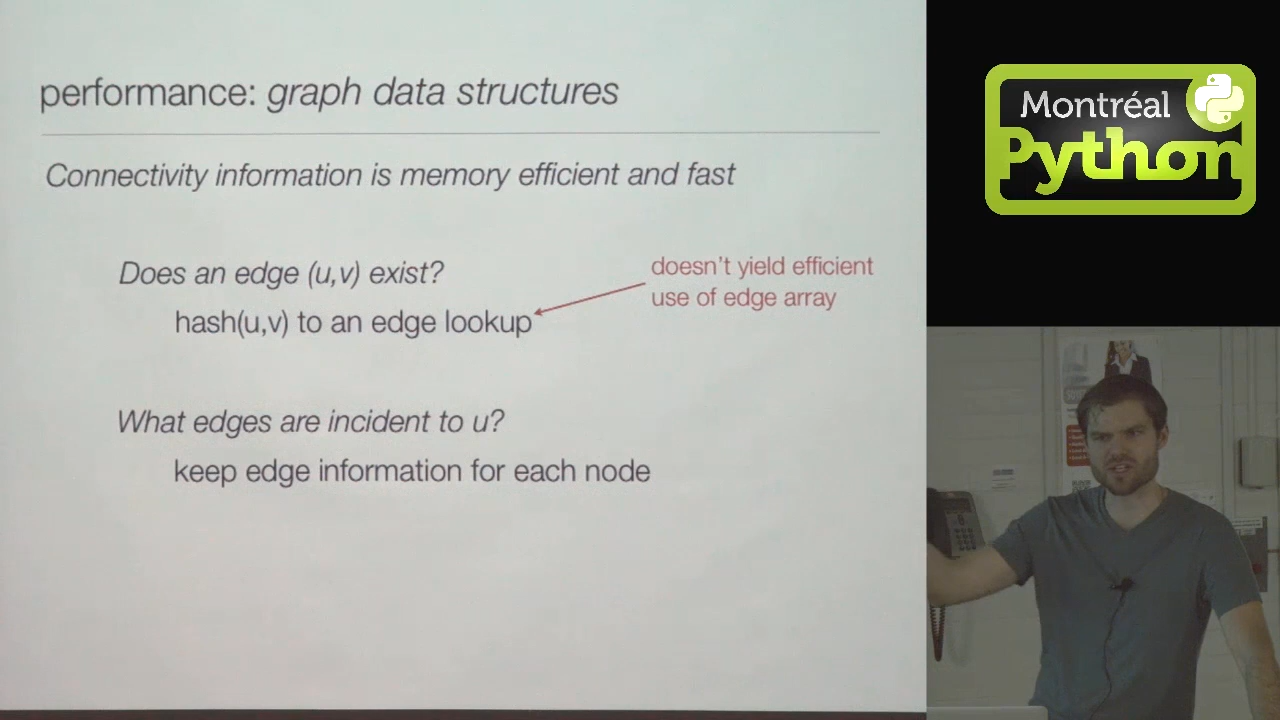 performance: graph data structures
Connectivity information is memory efficient and fast
Does an edge (u,v) exist?
hash(u,v) to an edge lookup
doesn't yield efficient
use of edge array
What edges are incident to u?
keep edge information for each node
Montréal
Python